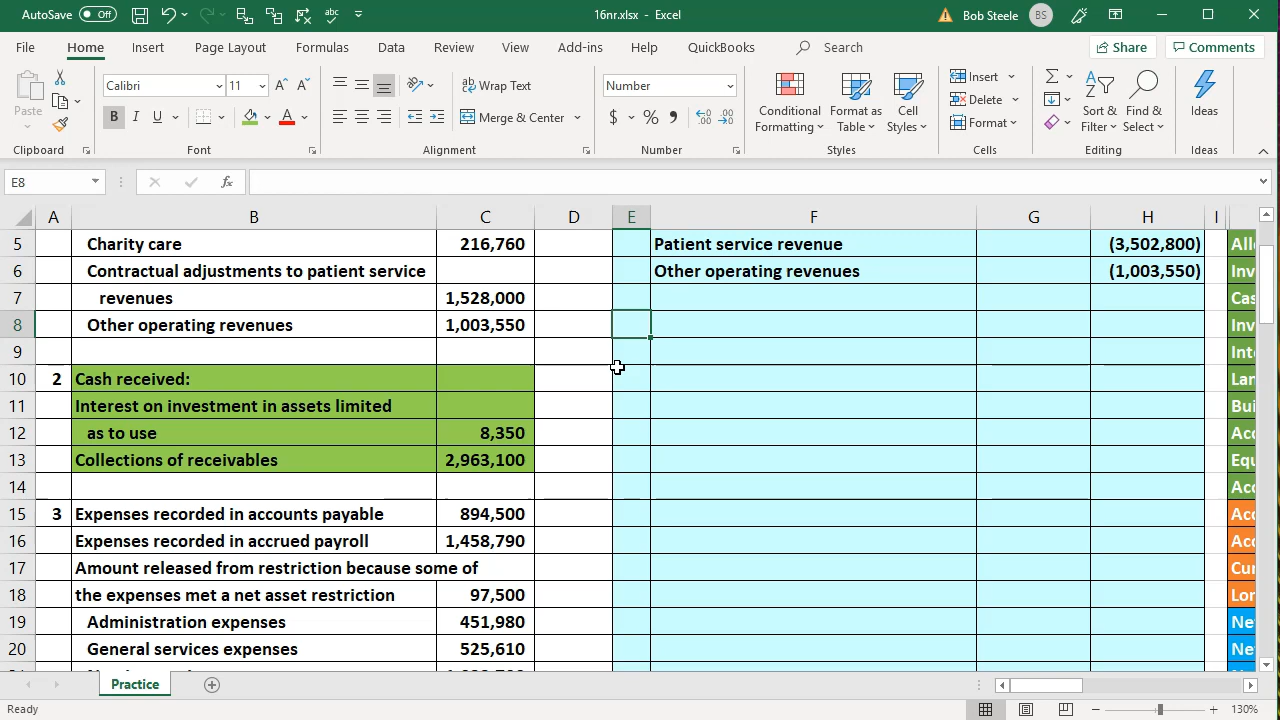 AutoSave Off 16nr.xlsx - Excel Bob Steele BS
File Home Insert Page Layout Formulas Data Review View Add-ins Help QuickBooks Search Share Comments
Paste Calibri 11 Wrap Text Number Conditional Formatting Format as Table Cell Styles Insert Delete Format Sort & Filter Find & Select Ideas
B I U Merge & Center $ % ,
Clipboard Font Alignment Number Styles Cells Editing Ideas
E8 fx
A B C D E F G H I
5 Charity care 216,760 Patient service revenue (3,502,800)
6 Contractual adjustments to patient service Other operating revenues (1,003,550)
7 revenues 1,528,000
8 Other operating revenues 1,003,550
9
10 2 Cash received:
11 Interest on investment in assets limited
12 as to use 8,350
13 Collections of receivables 2,963,100
14
15 3 Expenses recorded in accounts payable 894,500
16 Expenses recorded in accrued payroll 1,458,790
17 Amount released from restriction because some of
18 the expenses met a net asset restriction 97,500
19 Administration expenses 451,980
20 General services expenses 525,610
Practice
Ready 130%